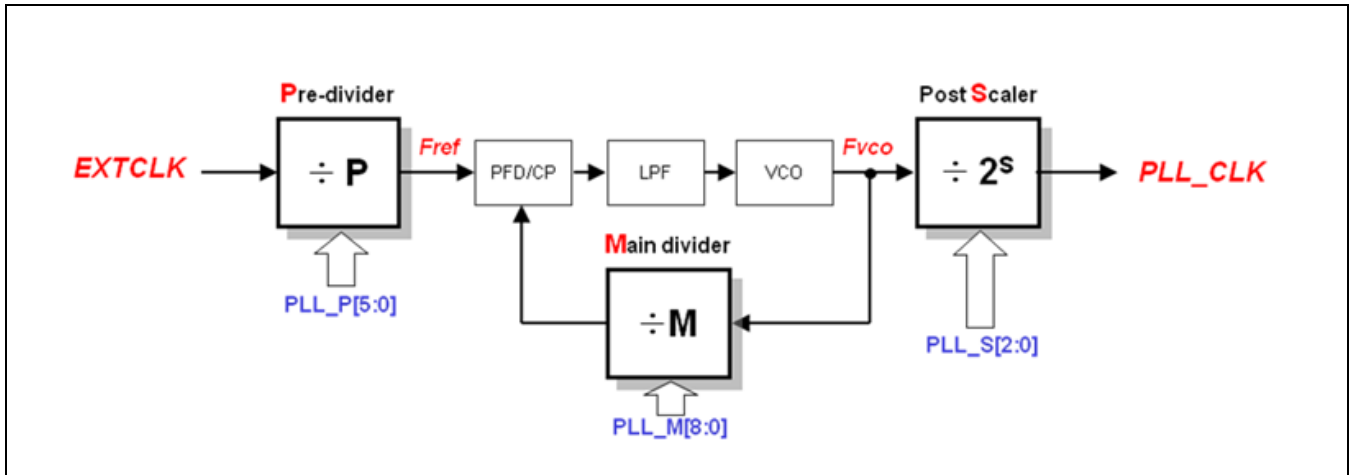 Pre-divider
Post Scaler
EXTCLK
÷ P
Fref
PFD/CP
LPF
VCO
Fvco
÷ 2ˢ
PLL_CLK
Main divider
÷ M
PLL_P[5:0]
PLL_S[2:0]
PLL_M[8:0]